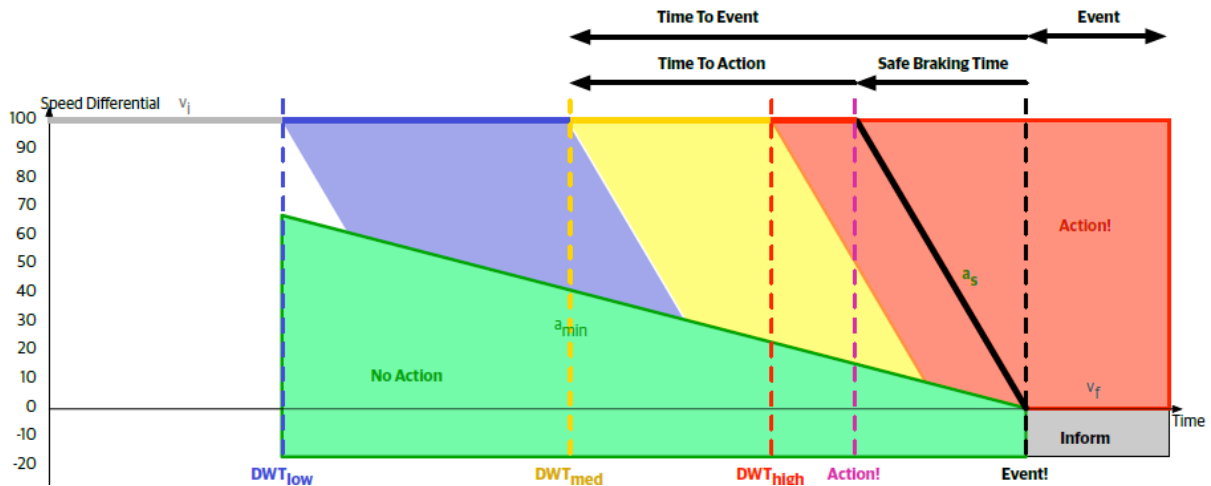 Time To Event
Event
Time To Action
Safe Braking Time
Speed Differential
vi
100
90
80
70
60
50
40
30
20
10
0
-10
-20
Action!
as
amin
No Action
vf
Time
Inform
DWTlow
DWTmed
DWThigh
Action!
Event!